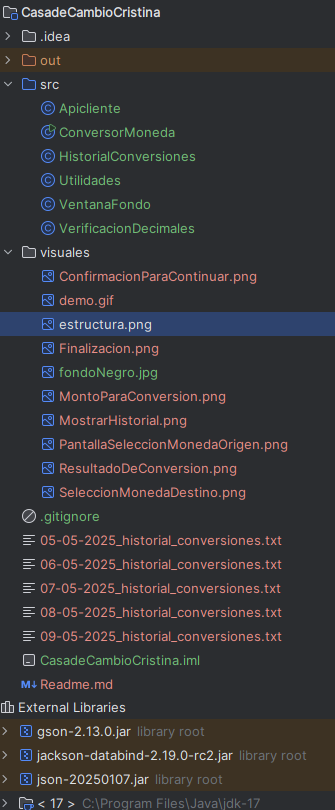 CasadeCambioCristina
.idea
out
src
Apicliente
ConversorMoneda
HistorialConversiones
Utilidades
VentanaFondo
VerificacionDecimales
visuales
ConfirmacionParaContinuar.png
demo.gif
estructura.png
Finalizacion.png
fondoNegro.jpg
MontoParaConversion.png
MostrarHistorial.png
PantallaSeleccionMonedaOrigen.png
ResultadoDeConversion.png
SeleccionMonedaDestino.png
.gitignore
05-05-2025_historial_conversiones.txt
06-05-2025_historial_conversiones.txt
07-05-2025_historial_conversiones.txt
08-05-2025_historial_conversiones.txt
09-05-2025_historial_conversiones.txt
CasadeCambioCristina.iml
M↓ Readme.md
External Libraries
gson-2.13.0.jar library root
jackson-databind-2.19.0-rc2.jar library root
json-20250107.jar library root
< 17 > C:\Program Files\Java\jdk-17